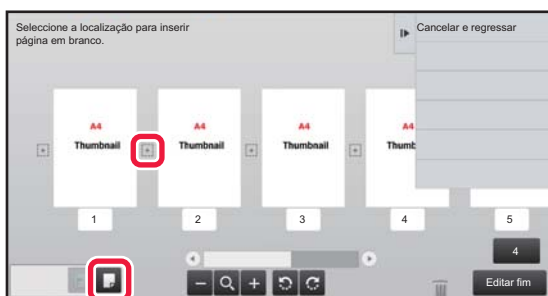 Seleccione a localização para inserir
página em branco.
Cancelar e regressar
A4
Thumbnail
A4
Thumbnail
A4
Thumbnail
A4
Thumb
1
2
3
4
5
4
Editar fim